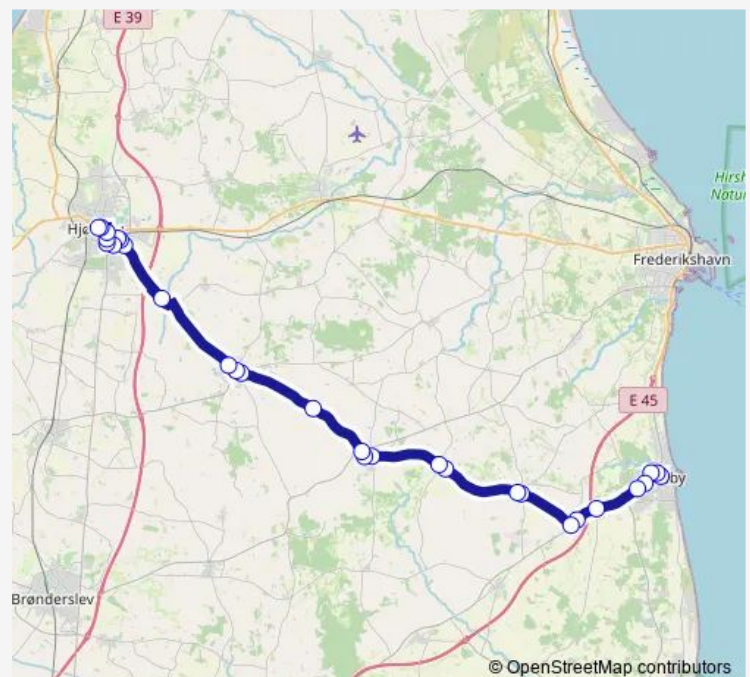 E 39
Hirsh
Natur
Hjø
Frederikshavn
E 45
by
Brønderslev
© OpenStreetMap contributors